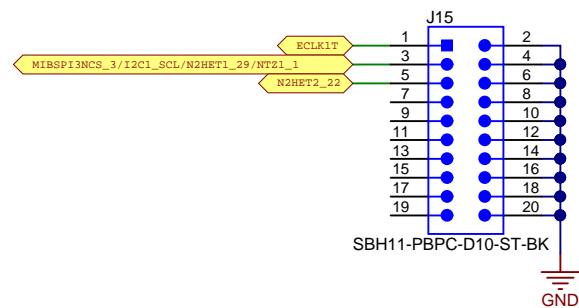 J15
ECLK1T 1 2
MIBSPI3NCS_3/I2C1_SCL/N2HET1_29/NTZ1_1 3 4
N2HET2_22 5 6
7 8
9 10
11 12
13 14
15 16
17 18
19 20
SBH11-PBPC-D10-ST-BK
GND